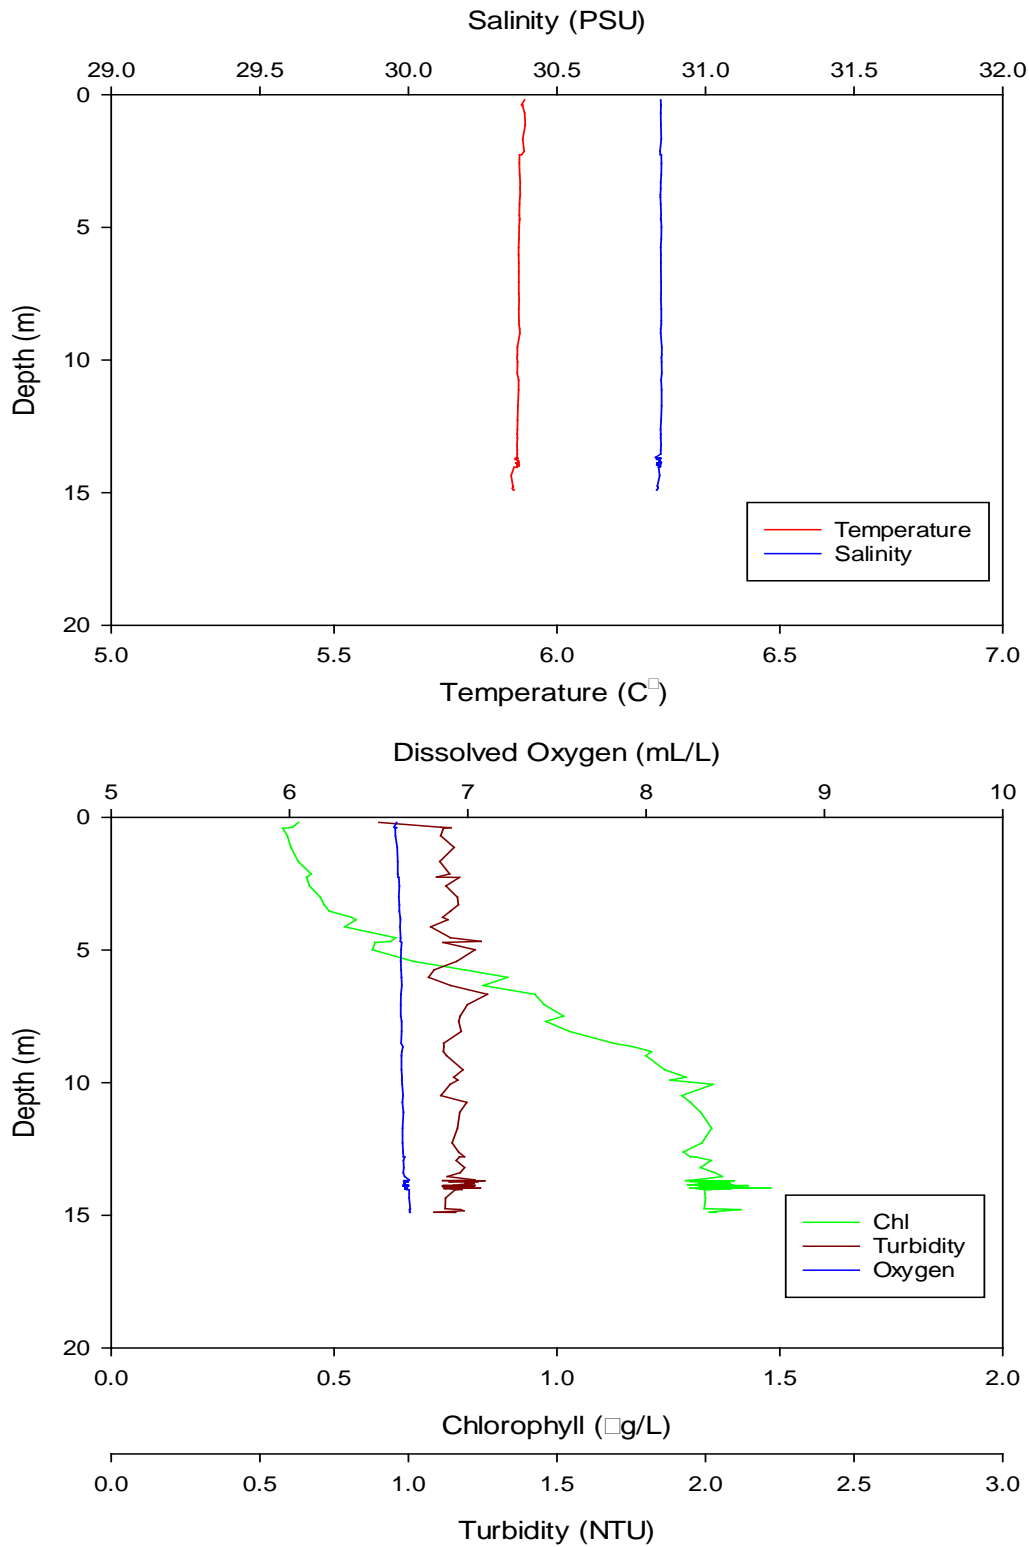 Salinity (PSU)
29.0 29.5 30.0 30.5 31.0 31.5 32.0
0
5
10
15
20
Depth (m)
Temperature
Salinity
5.0 5.5 6.0 6.5 7.0
Temperature (C□)
Dissolved Oxygen (mL/L)
5 6 7 8 9 10
0
5
10
15
20
Depth (m)
Chl
Turbidity
Oxygen
0.0 0.5 1.0 1.5 2.0
Chlorophyll (□g/L)
0.0 0.5 1.0 1.5 2.0 2.5 3.0
Turbidity (NTU)